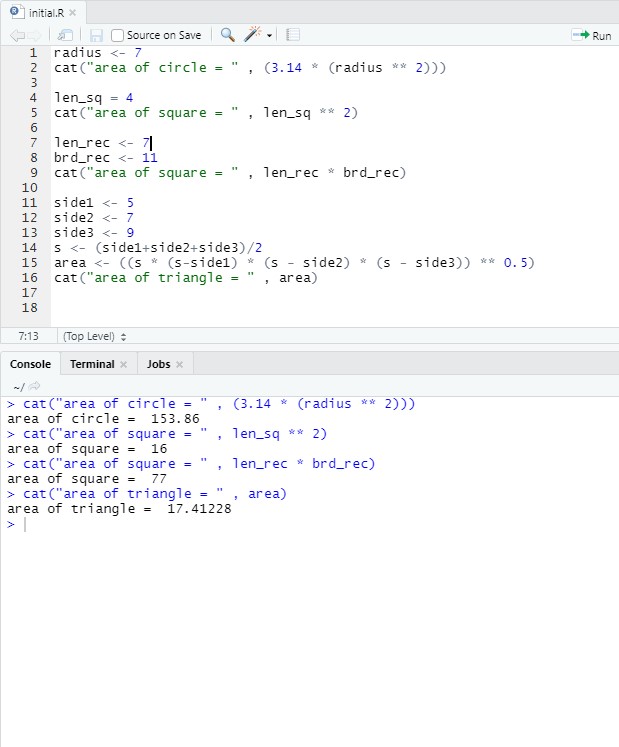 initial.R
Source on Save
Run
1 radius <- 7
2 cat("area of circle = " , (3.14 * (radius ** 2)))
3
4 len_sq = 4
5 cat("area of square = " , len_sq ** 2)
6
7 len_rec <- 7
8 brd_rec <- 11
9 cat("area of square = " , len_rec * brd_rec)
10
11 side1 <- 5
12 side2 <- 7
13 side3 <- 9
14 s <- (side1+side2+side3)/2
15 area <- ((s * (s-side1) * (s - side2) * (s - side3)) ** 0.5)
16 cat("area of triangle = " , area)
17
18
7:13 (Top Level)
Console Terminal Jobs
~/
> cat("area of circle = " , (3.14 * (radius ** 2)))
area of circle =  153.86
> cat("area of square = " , len_sq ** 2)
area of square =  16
> cat("area of square = " , len_rec * brd_rec)
area of square =  77
> cat("area of triangle = " , area)
area of triangle =  17.41228
>